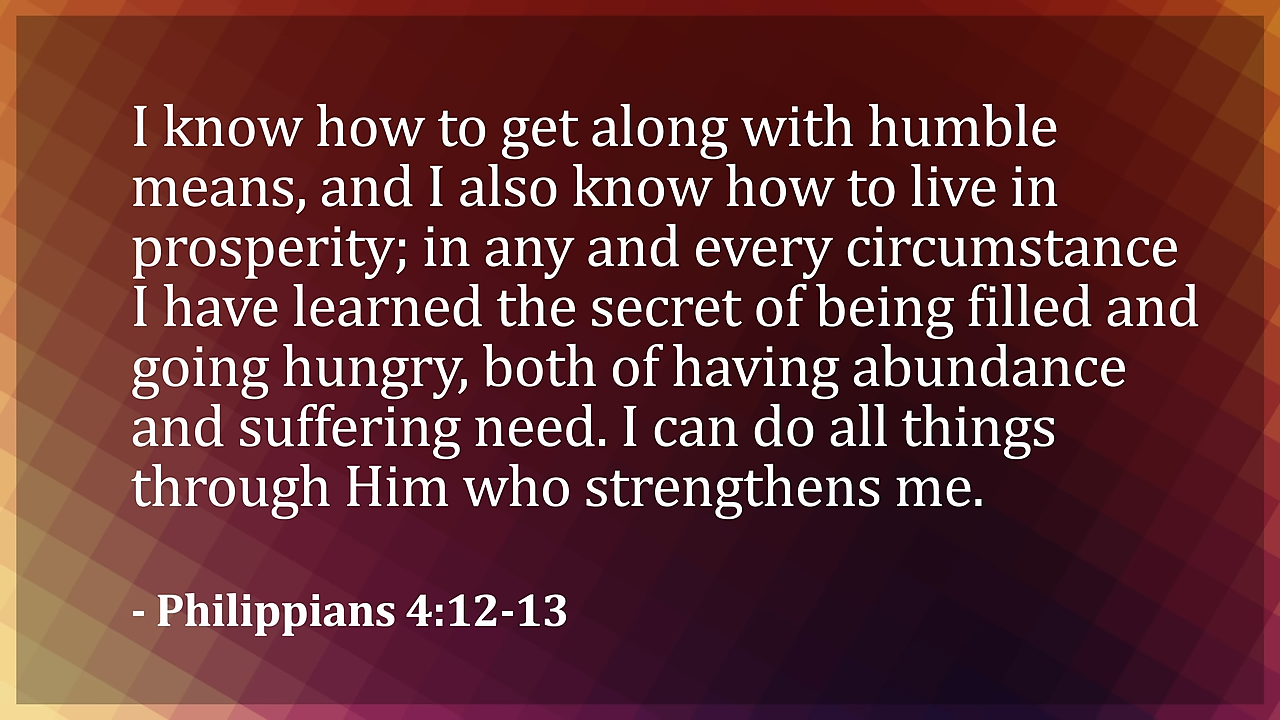 I know how to get along with humble
means, and I also know how to live in
prosperity; in any and every circumstance
I have learned the secret of being filled and
going hungry, both of having abundance
and suffering need. I can do all things
through Him who strengthens me.
- Philippians 4:12-13